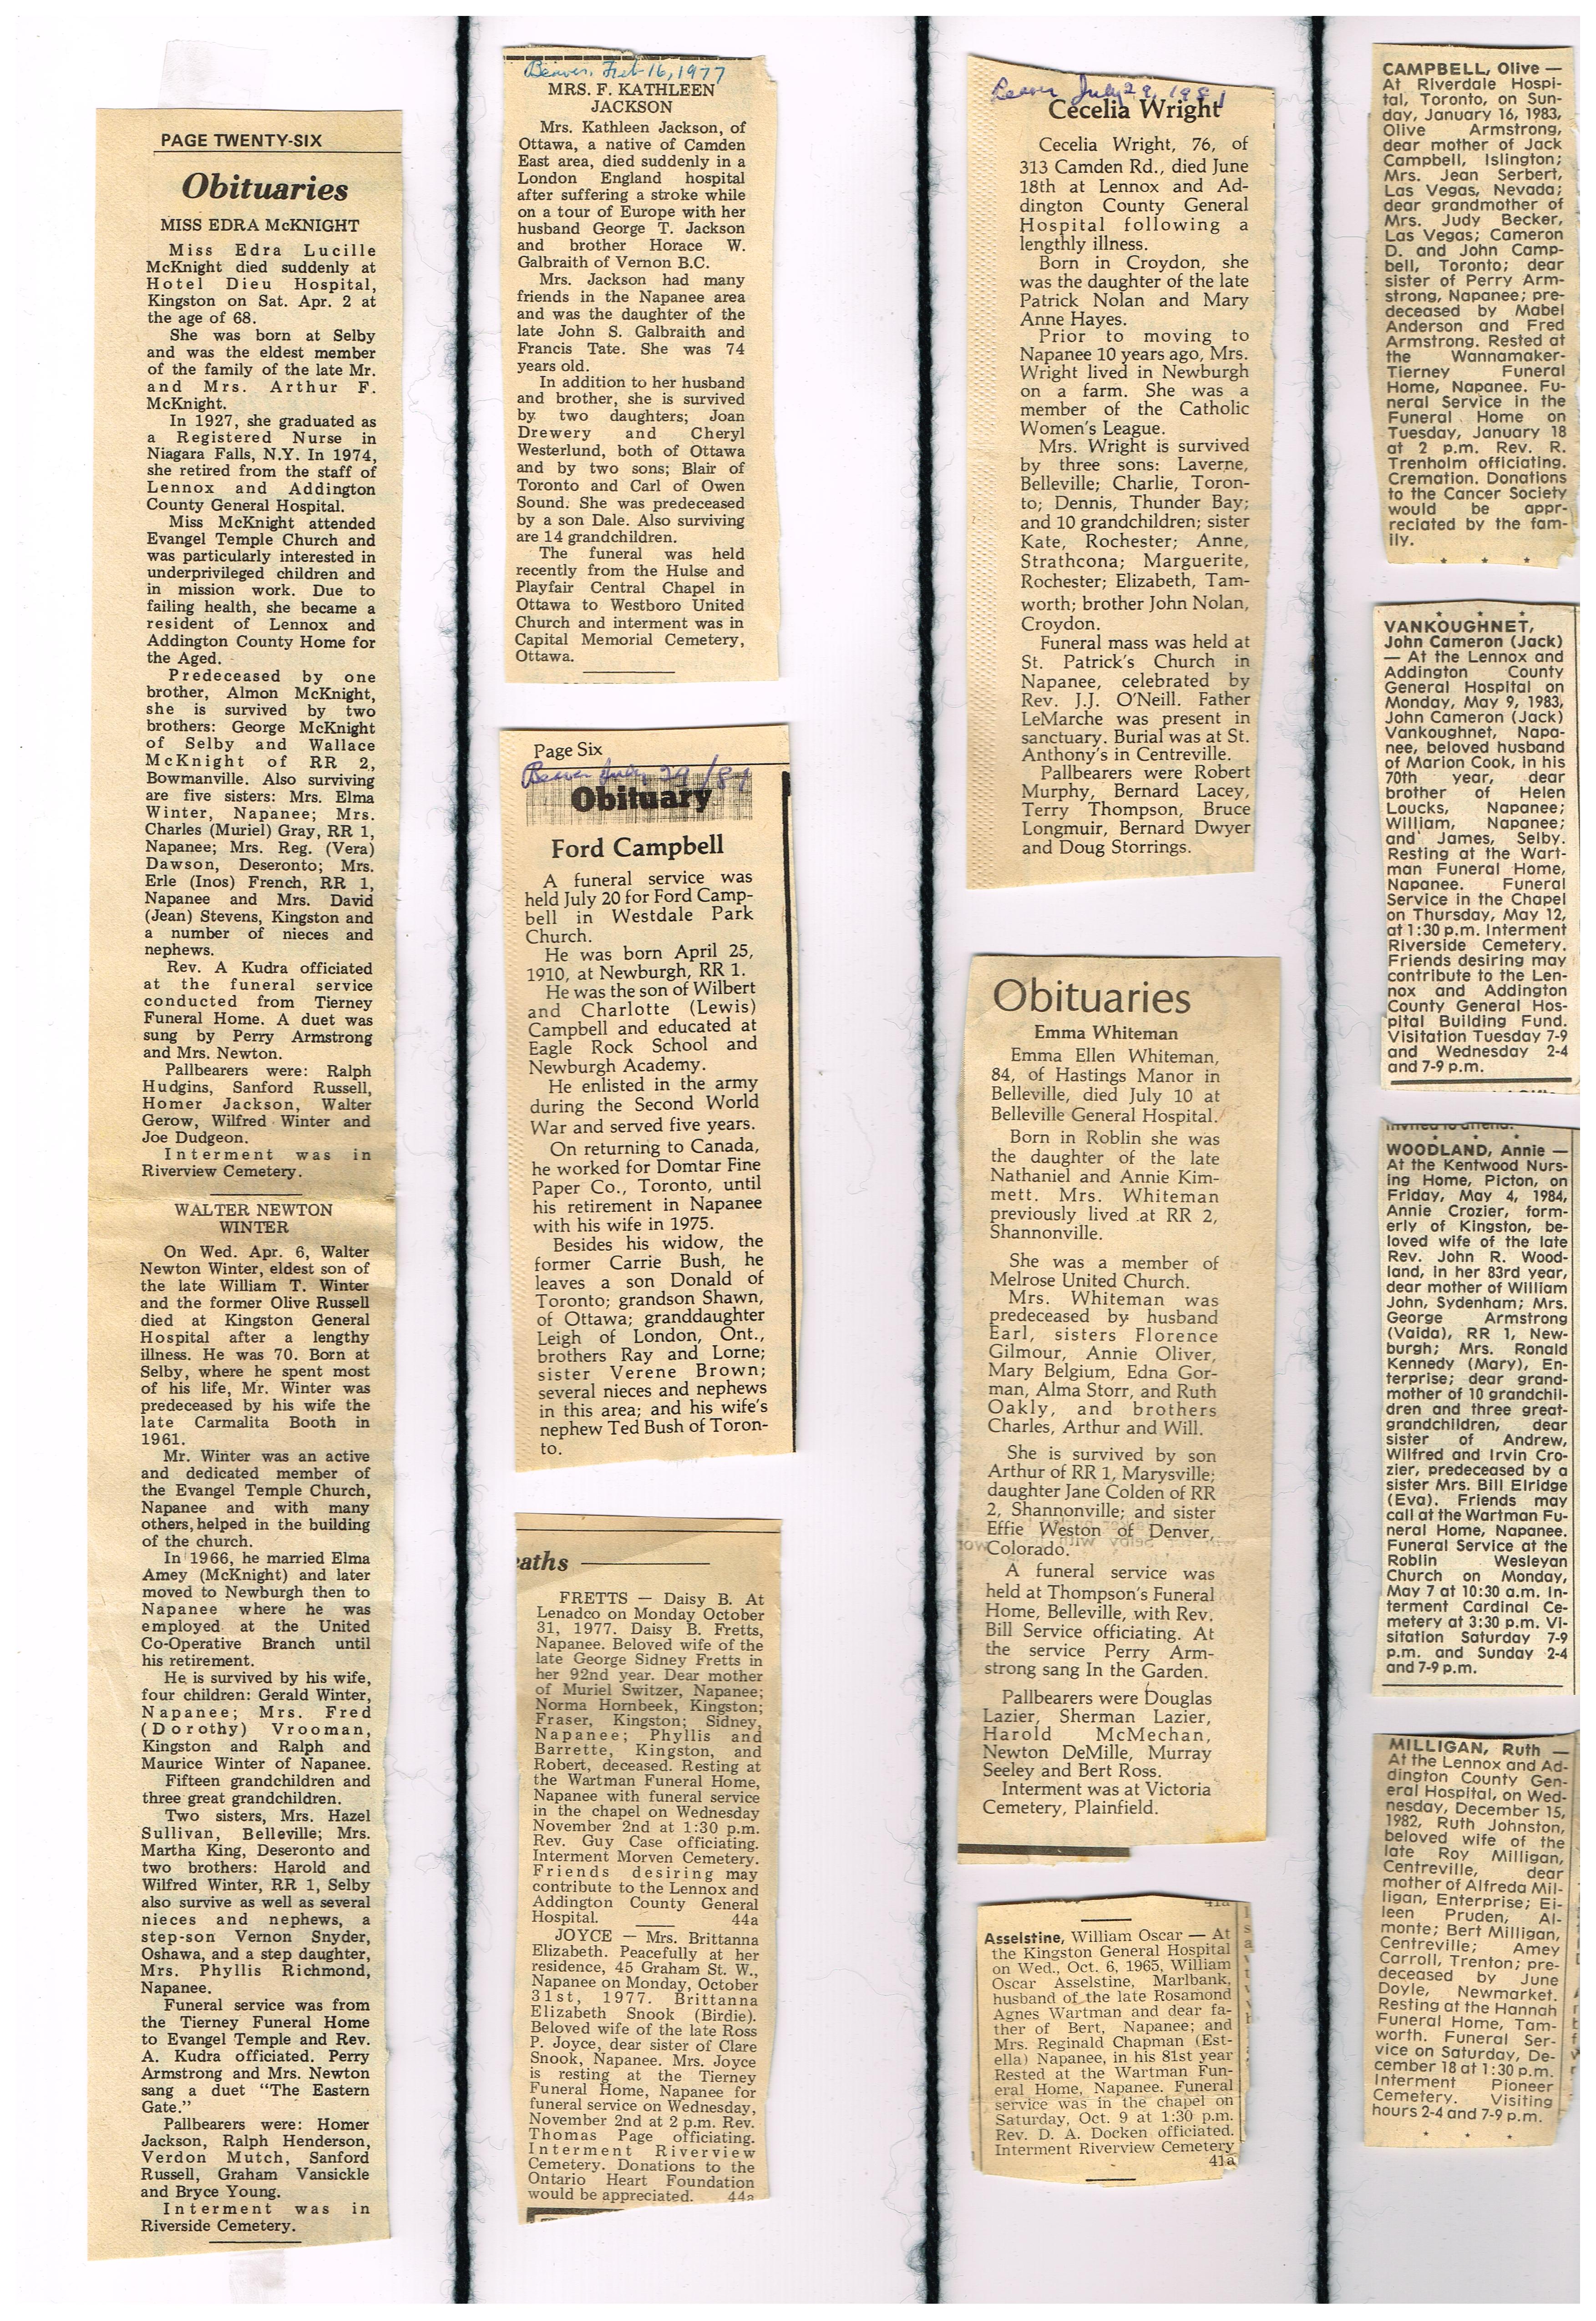 PAGE TWENTY-SIX
Obituaries
MISS EDRA McKNIGHT
Miss Edra Lucille
McKnight died suddenly at
Hotel Dieu Hospital,
Kingston on Sat. Apr. 2 at
the age of 68.
She was born at Selby
and was the eldest member
of the family of the late Mr.
and Mrs. Arthur F.
McKnight.
In 1927, she graduated as
a Registered Nurse in
Niagara Falls, N.Y. In 1974,
she retired from the staff of
Lennox and Addington
County General Hospital.
Miss McKnight attended
Evangel Temple Church and
was particularly interested in
underprivileged children and
in mission work. Due to
failing health, she became a
resident of Lennox and
Addington County Home for
the Aged.
Predeceased by one
brother, Almon McKnight,
she is survived by two
brothers: George McKnight
of Selby and Wallace
McKnight of RR 2,
Bowmanville. Also surviving
are five sisters: Mrs. Elma
Winter, Napanee; Mrs.
Charles (Muriel) Gray, RR 1,
Napanee; Mrs. Reg. (Vera)
Dawson, Deseronto; Mrs.
Erle (Inos) French, RR 1,
Napanee and Mrs. David
(Jean) Stevens, Kingston and
a number of nieces and
nephews.
Rev. A Kudra officiated
at the funeral service
conducted from Tierney
Funeral Home. A duet was
sung by Perry Armstrong
and Mrs. Newton.
Pallbearers were: Ralph
Hudgins, Sanford Russell,
Homer Jackson, Walter
Gerow, Wilfred Winter and
Joe Dudgeon.
Interment was in
Riverview Cemetery.
WALTER NEWTON
WINTER
On Wed. Apr. 6, Walter
Newton Winter, eldest son of
the late William T. Winter
and the former Olive Russell
died at Kingston General
Hospital after a lengthy
illness. He was 70. Born at
Selby, where he spent most
of his life, Mr. Winter was
predeceased by his wife the
late Carmalita Booth in
1961.
Mr. Winter was an active
and dedicated member of
the Evangel Temple Church,
Napanee and with many
others, helped in the building
of the church.
In 1966, he married Elma
Amey (McKnight) and later
moved to Newburgh then to
Napanee where he was
employed at the United
Co-Operative Branch until
his retirement.
He is survived by his wife,
four children: Gerald Winter,
Napanee; Mrs. Fred
(Dorothy) Vrooman,
Kingston and Ralph and
Maurice Winter of Napanee.
Fifteen grandchildren and
three great grandchildren.
Two sisters, Mrs. Hazel
Sullivan, Belleville; Mrs.
Martha King, Deseronto and
two brothers: Harold and
Wilfred Winter, RR 1, Selby
also survive as well as several
nieces and nephews, a
step-son Vernon Snyder,
Oshawa, and a step daughter,
Mrs. Phyllis Richmond,
Napanee.
Funeral service was from
the Tierney Funeral Home
to Evangel Temple and Rev.
A. Kudra officiated. Perry
Armstrong and Mrs. Newton
sang a duet "The Eastern
Gate."
Pallbearers were: Homer
Jackson, Ralph Henderson,
Verdon Mutch, Sanford
Russell, Graham Vansickle
and Bryce Young.
Interment was in
Riverside Cemetery.
Beaver, Feb 16, 1977
MRS. F. KATHLEEN
JACKSON
Mrs. Kathleen Jackson, of
Ottawa, a native of Camden
East area, died suddenly in a
London England hospital
after suffering a stroke while
on a tour of Europe with her
husband George T. Jackson
and brother Horace W.
Galbraith of Vernon B.C.
Mrs. Jackson had many
friends in the Napanee area
and was the daughter of the
late John S. Galbraith and
Francis Tate. She was 74
years old.
In addition to her husband
and brother, she is survived
by two daughters; Joan
Drewery and Cheryl
Westerlund, both of Ottawa
and by two sons; Blair of
Toronto and Carl of Owen
Sound. She was predeceased
by a son Dale. Also surviving
are 14 grandchildren.
The funeral was held
recently from the Hulse and
Playfair Central Chapel in
Ottawa to Westboro United
Church and interment was in
Capital Memorial Cemetery,
Ottawa.
Page Six
Beaver July 29/81
Obituary
Ford Campbell
A funeral service was
held July 20 for Ford Camp-
bell in Westdale Park
Church.
He was born April 25,
1910, at Newburgh, RR 1.
He was the son of Wilbert
and Charlotte (Lewis)
Campbell and educated at
Eagle Rock School and
Newburgh Academy.
He enlisted in the army
during the Second World
War and served five years.
On returning to Canada,
he worked for Domtar Fine
Paper Co., Toronto, until
his retirement in Napanee
with his wife in 1975.
Besides his widow, the
former Carrie Bush, he
leaves a son Donald of
Toronto; grandson Shawn,
of Ottawa; granddaughter
Leigh of London, Ont.,
brothers Ray and Lorne;
sister Verene Brown;
several nieces and nephews
in this area; and his wife's
nephew Ted Bush of Toron-
to.
eaths
FRETTS — Daisy B. At
Lenadco on Monday October
31, 1977. Daisy B. Fretts,
Napanee. Beloved wife of the
late George Sidney Fretts in
her 92nd year. Dear mother
of Muriel Switzer, Napanee;
Norma Hornbeek, Kingston;
Fraser, Kingston; Sidney,
Napanee; Phyllis and
Barrette, Kingston, and
Robert, deceased. Resting at
the Wartman Funeral Home,
Napanee with funeral service
in the chapel on Wednesday
November 2nd at 1:30 p.m.
Rev. Guy Case officiating.
Interment Morven Cemetery.
Friends desiring may
contribute to the Lennox and
Addington County General
Hospital. 44a
JOYCE — Mrs. Brittanna
Elizabeth. Peacefully at her
residence, 45 Graham St. W.,
Napanee on Monday, October
31st, 1977. Brittanna
Elizabeth Snook (Birdie).
Beloved wife of the late Ross
P. Joyce, dear sister of Clare
Snook, Napanee. Mrs. Joyce
is resting at the Tierney
Funeral Home, Napanee for
funeral service on Wednesday,
November 2nd at 2 p.m. Rev.
Thomas Page officiating.
Interment Riverview
Cemetery. Donations to the
Ontario Heart Foundation
would be appreciated. 44a
Beaver July 29, 1981
Cecelia Wright
Cecelia Wright, 76, of
313 Camden Rd., died June
18th at Lennox and Ad-
dington County General
Hospital following a
lengthly illness.
Born in Croydon, she
was the daughter of the late
Patrick Nolan and Mary
Anne Hayes.
Prior to moving to
Napanee 10 years ago, Mrs.
Wright lived in Newburgh
on a farm. She was a
member of the Catholic
Women's League.
Mrs. Wright is survived
by three sons: Laverne,
Belleville; Charlie, Toron-
to; Dennis, Thunder Bay;
and 10 grandchildren; sister
Kate, Rochester; Anne,
Strathcona; Marguerite,
Rochester; Elizabeth, Tam-
worth; brother John Nolan,
Croydon.
Funeral mass was held at
St. Patrick's Church in
Napanee, celebrated by
Rev. J.J. O'Neill. Father
LeMarche was present in
sanctuary. Burial was at St.
Anthony's in Centreville.
Pallbearers were Robert
Murphy, Bernard Lacey,
Terry Thompson, Bruce
Longmuir, Bernard Dwyer
and Doug Storrings.
Obituaries
Emma Whiteman
Emma Ellen Whiteman,
84, of Hastings Manor in
Belleville, died July 10 at
Belleville General Hospital.
Born in Roblin she was
the daughter of the late
Nathaniel and Annie Kim-
mett. Mrs. Whiteman
previously lived at RR 2,
Shannonville.
She was a member of
Melrose United Church.
Mrs. Whiteman was
predeceased by husband
Earl, sisters Florence
Gilmour, Annie Oliver,
Mary Belgium, Edna Gor-
man, Alma Storr, and Ruth
Oakly, and brothers
Charles, Arthur and Will.
She is survived by son
Arthur of RR 1, Marysville;
daughter Jane Colden of RR
2, Shannonville; and sister
Effie Weston of Denver,
Colorado.
A funeral service was
held at Thompson's Funeral
Home, Belleville, with Rev.
Bill Service officiating. At
the service Perry Arm-
strong sang In the Garden.
Pallbearers were Douglas
Lazier, Sherman Lazier,
Harold McMechan,
Newton DeMille, Murray
Seeley and Bert Ross.
Interment was at Victoria
Cemetery, Plainfield.
41a
Asselstine, William Oscar — At
the Kingston General Hospital
on Wed., Oct. 6, 1965, William
Oscar Asselstine, Marlbank,
husband of the late Rosamond
Agnes Wartman and dear fa-
ther of Bert, Napanee; and
Mrs. Reginald Chapman (Est-
ella) Napanee, in his 81st year
Rested at the Wartman Fun-
eral Home, Napanee. Funeral
service was in the chapel on
Saturday, Oct. 9 at 1:30 p.m.
Rev. D. A. Docken officiated.
Interment Riverview Cemetery
41a
CAMPBELL, Olive —
At Riverdale Hospi-
tal, Toronto, on Sun-
day, January 16, 1983,
Olive Armstrong,
dear mother of Jack
Campbell, Islington;
Mrs. Jean Serbert,
Las Vegas, Nevada;
dear grandmother of
Mrs. Judy Becker,
Las Vegas; Cameron
D. and John Camp-
bell, Toronto; dear
sister of Perry Arm-
strong, Napanee; pre-
deceased by Mabel
Anderson and Fred
Armstrong. Rested at
the Wannamaker-
Tierney Funeral
Home, Napanee. Fu-
neral Service in the
Funeral Home on
Tuesday, January 18
at 2 p.m. Rev. R.
Trenholm officiating.
Cremation. Donations
to the Cancer Society
would be appr-
reciated by the fam-
ily.
* * *
* * *
VANKOUGHNET,
John Cameron (Jack)
— At the Lennox and
Addington County
General Hospital on
Monday, May 9, 1983,
John Cameron (Jack)
Vankoughnet, Napa-
nee, beloved husband
of Marion Cook, in his
70th year, dear
brother of Helen
Loucks, Napanee;
William, Napanee;
and James, Selby.
Resting at the Wart-
man Funeral Home,
Napanee. Funeral
Service in the Chapel
on Thursday, May 12,
at 1:30 p.m. Interment
Riverside Cemetery.
Friends desiring may
contribute to the Len-
nox and Addington
County General Hos-
pital Building Fund.
Visitation Tuesday 7-9
and Wednesday 2-4
and 7-9 p.m.
invited to attend.
* * *
WOODLAND, Annie —
At the Kentwood Nurs-
ing Home, Picton, on
Friday, May 4, 1984,
Annie Crozier, form-
erly of Kingston, be-
loved wife of the late
Rev. John R. Wood-
land, in her 83rd year,
dear mother of William
John, Sydenham; Mrs.
George Armstrong
(Valda), RR 1, New-
burgh; Mrs. Ronald
Kennedy (Mary), En-
terprise; dear grand-
mother of 10 grandchil-
dren and three great-
grandchildren, dear
sister of Andrew,
Wilfred and Irvin Cro-
zier, predeceased by a
sister Mrs. Bill Elridge
(Eva). Friends may
call at the Wartman Fu-
neral Home, Napanee.
Funeral Service at the
Roblin Wesleyan
Church on Monday,
May 7 at 10:30 a.m. In-
terment Cardinal Ce-
metery at 3:30 p.m. Vi-
sitation Saturday 7-9
p.m. and Sunday 2-4
and 7-9 p.m.
MILLIGAN, Ruth —
At the Lennox and Ad-
dington County Gen-
eral Hospital, on Wed-
nesday, December 15,
1982, Ruth Johnston,
beloved wife of the
late Roy Milligan,
Centreville, dear
mother of Alfreda Mil-
ligan, Enterprise; Ei-
leen Pruden, Al-
monte; Bert Milligan,
Centreville; Amey
Carroll, Trenton; pre-
deceased by June
Doyle, Newmarket.
Resting at the Hannah
Funeral Home, Tam-
worth. Funeral Ser-
vice on Saturday, De-
cember 18 at 1:30 p.m.
Interment Pioneer
Cemetery. Visiting
hours 2-4 and 7-9 p.m.
* * *